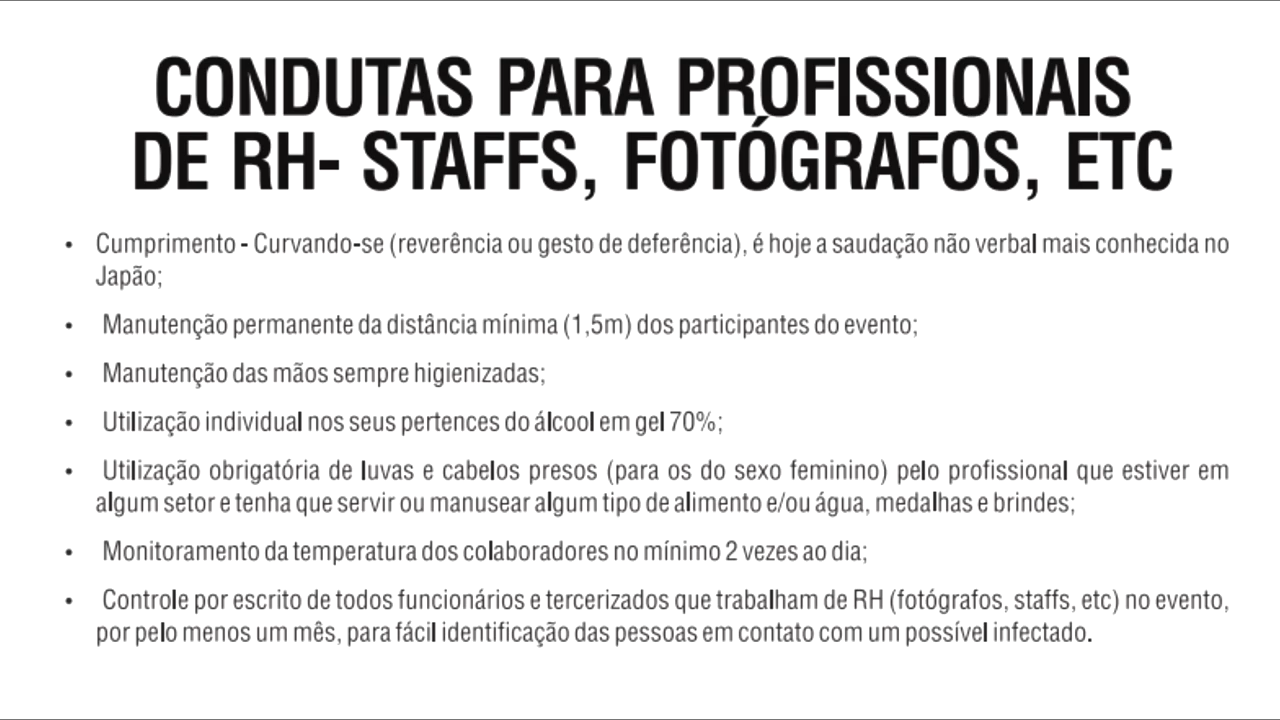 CONDUTAS PARA PROFISSIONAIS
DE RH- STAFFS, FOTÓGRAFOS, ETC
• Cumprimento - Curvando-se (reverência ou gesto de deferência), é hoje a saudação não verbal mais conhecida no
Japão;
• Manutenção permanente da distância mínima (1,5m) dos participantes do evento;
• Manutenção das mãos sempre higienizadas;
• Utilização individual nos seus pertences do álcool em gel 70%;
• Utilização obrigatória de luvas e cabelos presos (para os do sexo feminino) pelo profissional que estiver em
algum setor e tenha que servir ou manusear algum tipo de alimento e/ou água, medalhas e brindes;
• Monitoramento da temperatura dos colaboradores no mínimo 2 vezes ao dia;
• Controle por escrito de todos funcionários e tercerizados que trabalham de RH (fotógrafos, staffs, etc) no evento,
por pelo menos um mês, para fácil identificação das pessoas em contato com um possível infectado.